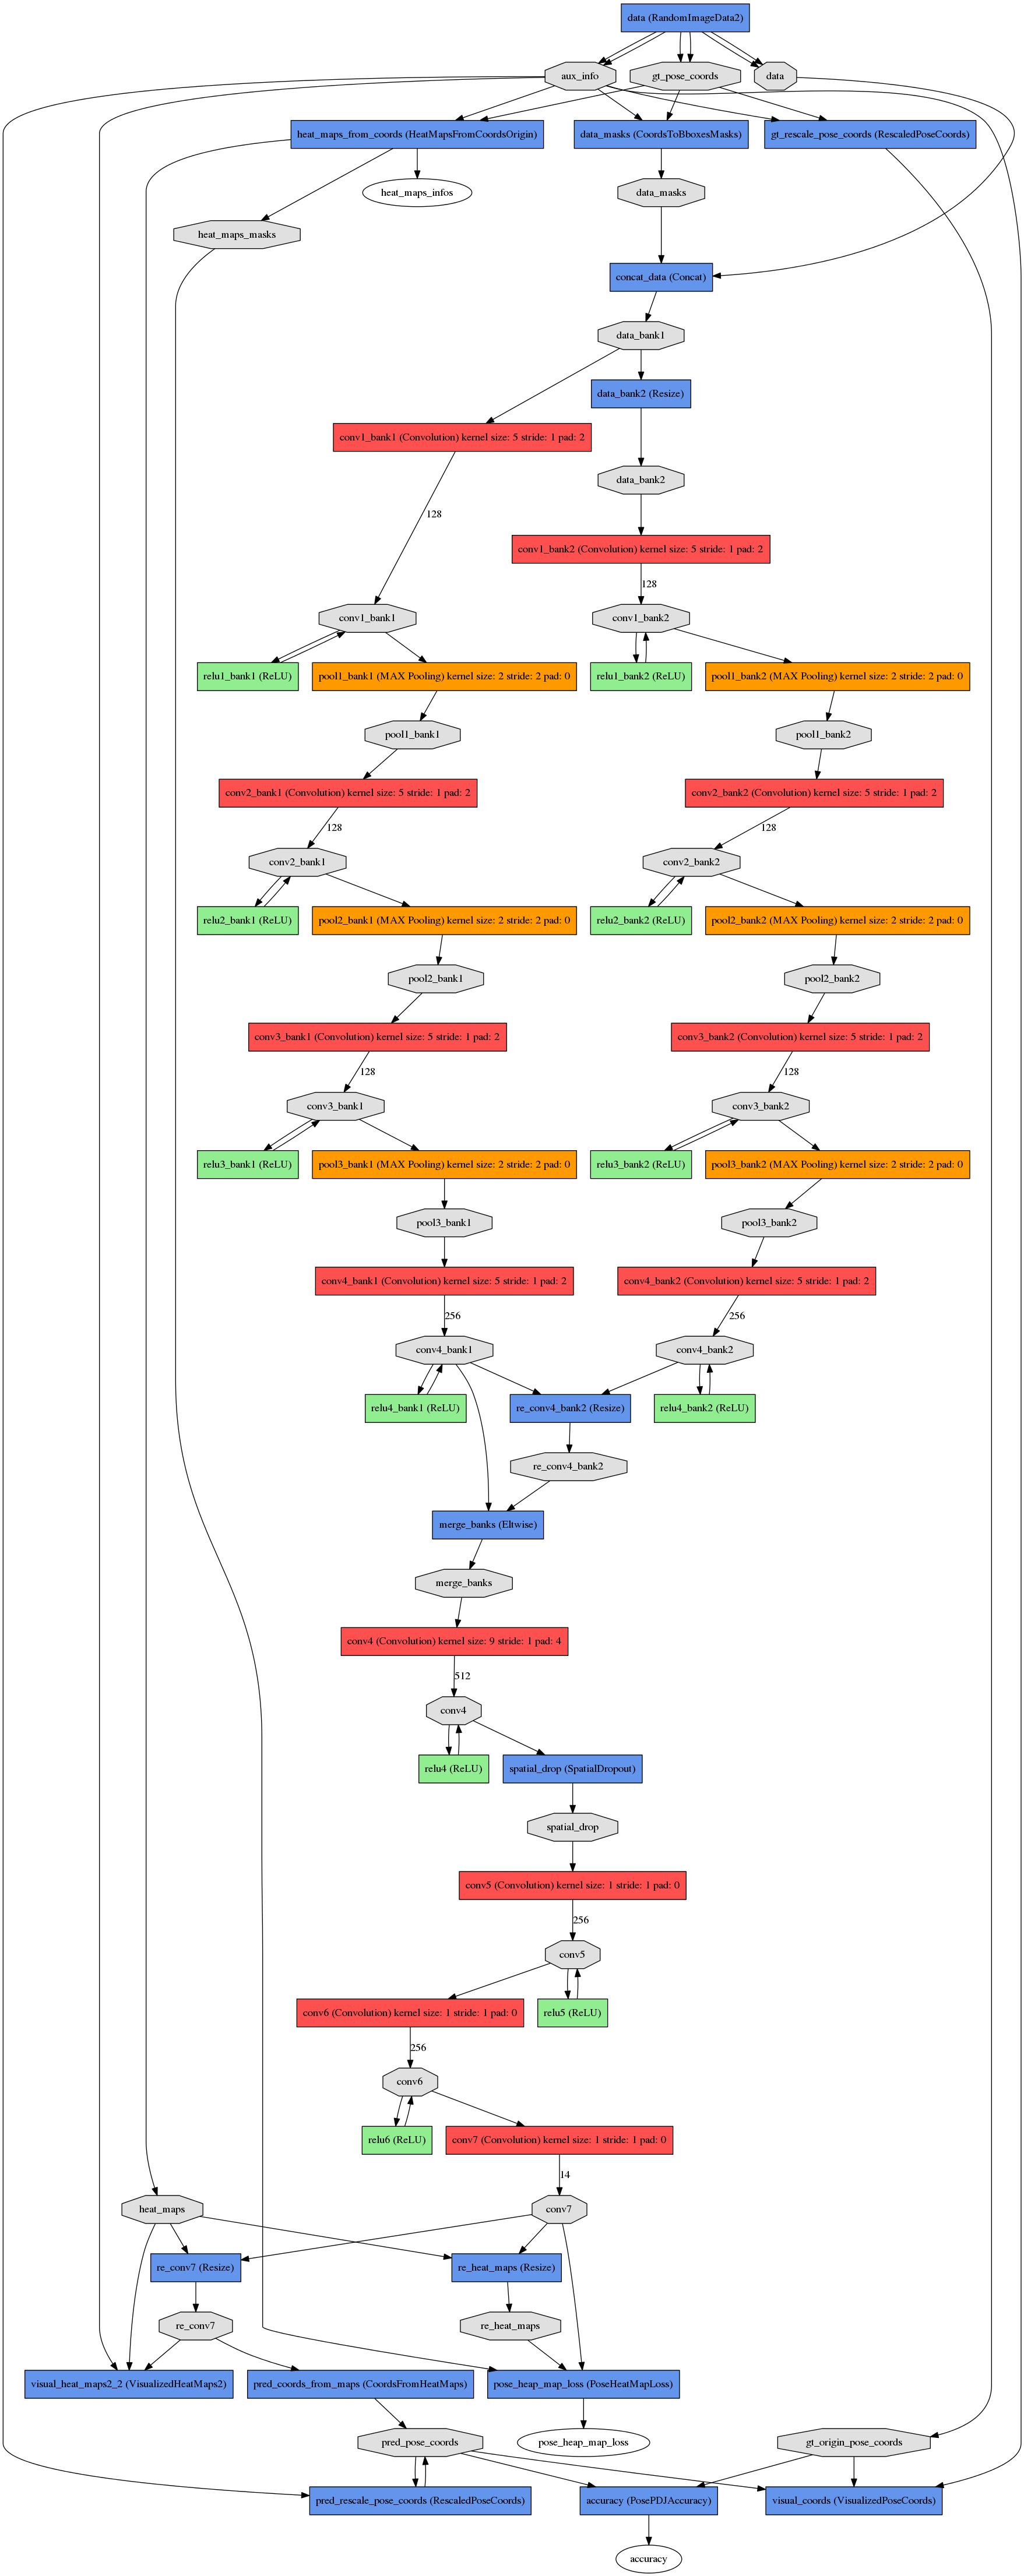 data (RandomImageData2)
aux_info
gt_pose_coords
data
heat_maps_from_coords (HeatMapsFromCoordsOrigin)
data_masks (CoordsToBboxesMasks)
gt_rescale_pose_coords (RescaledPoseCoords)
heat_maps_infos
data_masks
heat_maps_masks
concat_data (Concat)
data_bank1
data_bank2 (Resize)
conv1_bank1 (Convolution) kernel size: 5 stride: 1 pad: 2
data_bank2
128
conv1_bank2 (Convolution) kernel size: 5 stride: 1 pad: 2
128
conv1_bank1
conv1_bank2
relu1_bank1 (ReLU)
pool1_bank1 (MAX Pooling) kernel size: 2 stride: 2 pad: 0
relu1_bank2 (ReLU)
pool1_bank2 (MAX Pooling) kernel size: 2 stride: 2 pad: 0
pool1_bank1
pool1_bank2
conv2_bank1 (Convolution) kernel size: 5 stride: 1 pad: 2
conv2_bank2 (Convolution) kernel size: 5 stride: 1 pad: 2
128
128
conv2_bank1
conv2_bank2
relu2_bank1 (ReLU)
pool2_bank1 (MAX Pooling) kernel size: 2 stride: 2 pad: 0
relu2_bank2 (ReLU)
pool2_bank2 (MAX Pooling) kernel size: 2 stride: 2 pad: 0
pool2_bank1
pool2_bank2
conv3_bank1 (Convolution) kernel size: 5 stride: 1 pad: 2
conv3_bank2 (Convolution) kernel size: 5 stride: 1 pad: 2
128
128
conv3_bank1
conv3_bank2
relu3_bank1 (ReLU)
pool3_bank1 (MAX Pooling) kernel size: 2 stride: 2 pad: 0
relu3_bank2 (ReLU)
pool3_bank2 (MAX Pooling) kernel size: 2 stride: 2 pad: 0
pool3_bank1
pool3_bank2
conv4_bank1 (Convolution) kernel size: 5 stride: 1 pad: 2
conv4_bank2 (Convolution) kernel size: 5 stride: 1 pad: 2
256
256
conv4_bank1
conv4_bank2
relu4_bank1 (ReLU)
re_conv4_bank2 (Resize)
relu4_bank2 (ReLU)
re_conv4_bank2
merge_banks (Eltwise)
merge_banks
conv4 (Convolution) kernel size: 9 stride: 1 pad: 4
512
conv4
relu4 (ReLU)
spatial_drop (SpatialDropout)
spatial_drop
conv5 (Convolution) kernel size: 1 stride: 1 pad: 0
256
conv5
conv6 (Convolution) kernel size: 1 stride: 1 pad: 0
relu5 (ReLU)
256
conv6
relu6 (ReLU)
conv7 (Convolution) kernel size: 1 stride: 1 pad: 0
14
heat_maps
conv7
re_conv7 (Resize)
re_heat_maps (Resize)
re_conv7
re_heat_maps
visual_heat_maps2_2 (VisualizedHeatMaps2)
pred_coords_from_maps (CoordsFromHeatMaps)
pose_heap_map_loss (PoseHeatMapLoss)
pred_pose_coords
pose_heap_map_loss
gt_origin_pose_coords
pred_rescale_pose_coords (RescaledPoseCoords)
accuracy (PosePDJAccuracy)
visual_coords (VisualizedPoseCoords)
accuracy